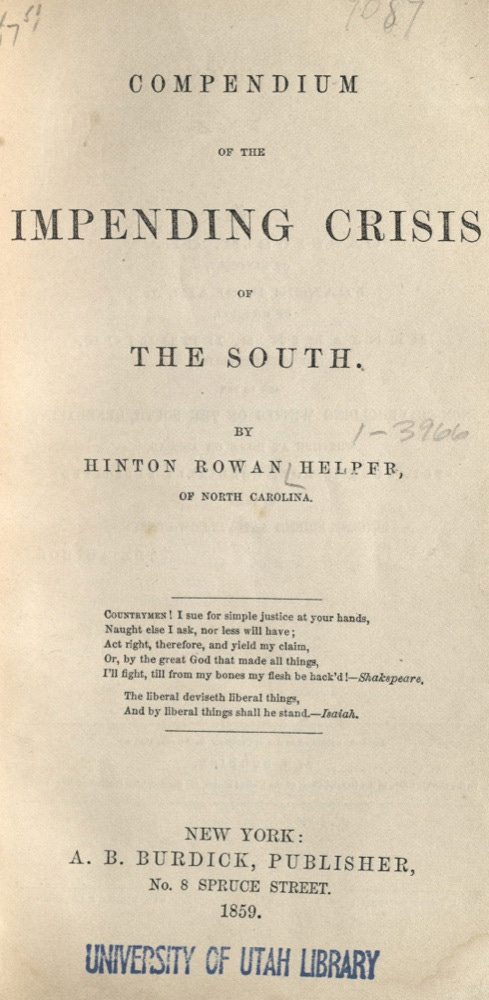 7087
COMPENDIUM
OF THE
IMPENDING CRISIS
OF
THE SOUTH.
BY
1-3966
HINTON ROWAN HELPER,
OF NORTH CAROLINA.
COUNTRYMEN! I sue for simple justice at your hands,
Naught else I ask, nor less will have;
Act right, therefore, and yield my claim,
Or, by the great God that made all things,
I'll fight, till from my bones my flesh be hack'd!—Shakspeare.
The liberal deviseth liberal things,
And by liberal things shall he stand.—Isaiah.
NEW YORK:
A. B. BURDICK, PUBLISHER,
No. 8 SPRUCE STREET.
1859.
UNIVERSITY OF UTAH LIBRARY